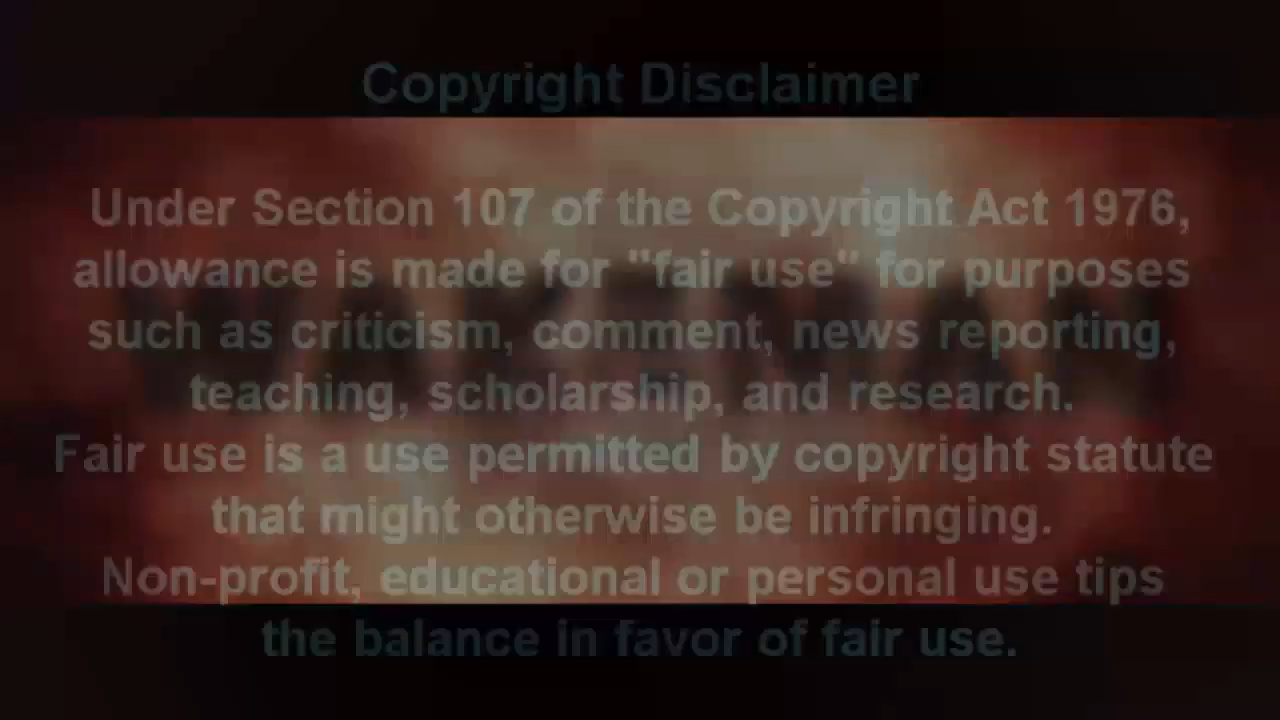 Copyright Disclaimer
Under Section 107 of the Copyright Act 1976,
allowance is made for "fair use" for purposes
such as criticism, comment, news reporting,
WAKEMAN
teaching, scholarship, and research.
Fair use is a use permitted by copyright statute
that might otherwise be infringing.
Non-profit, educational or personal use tips
the balance in favor of fair use.